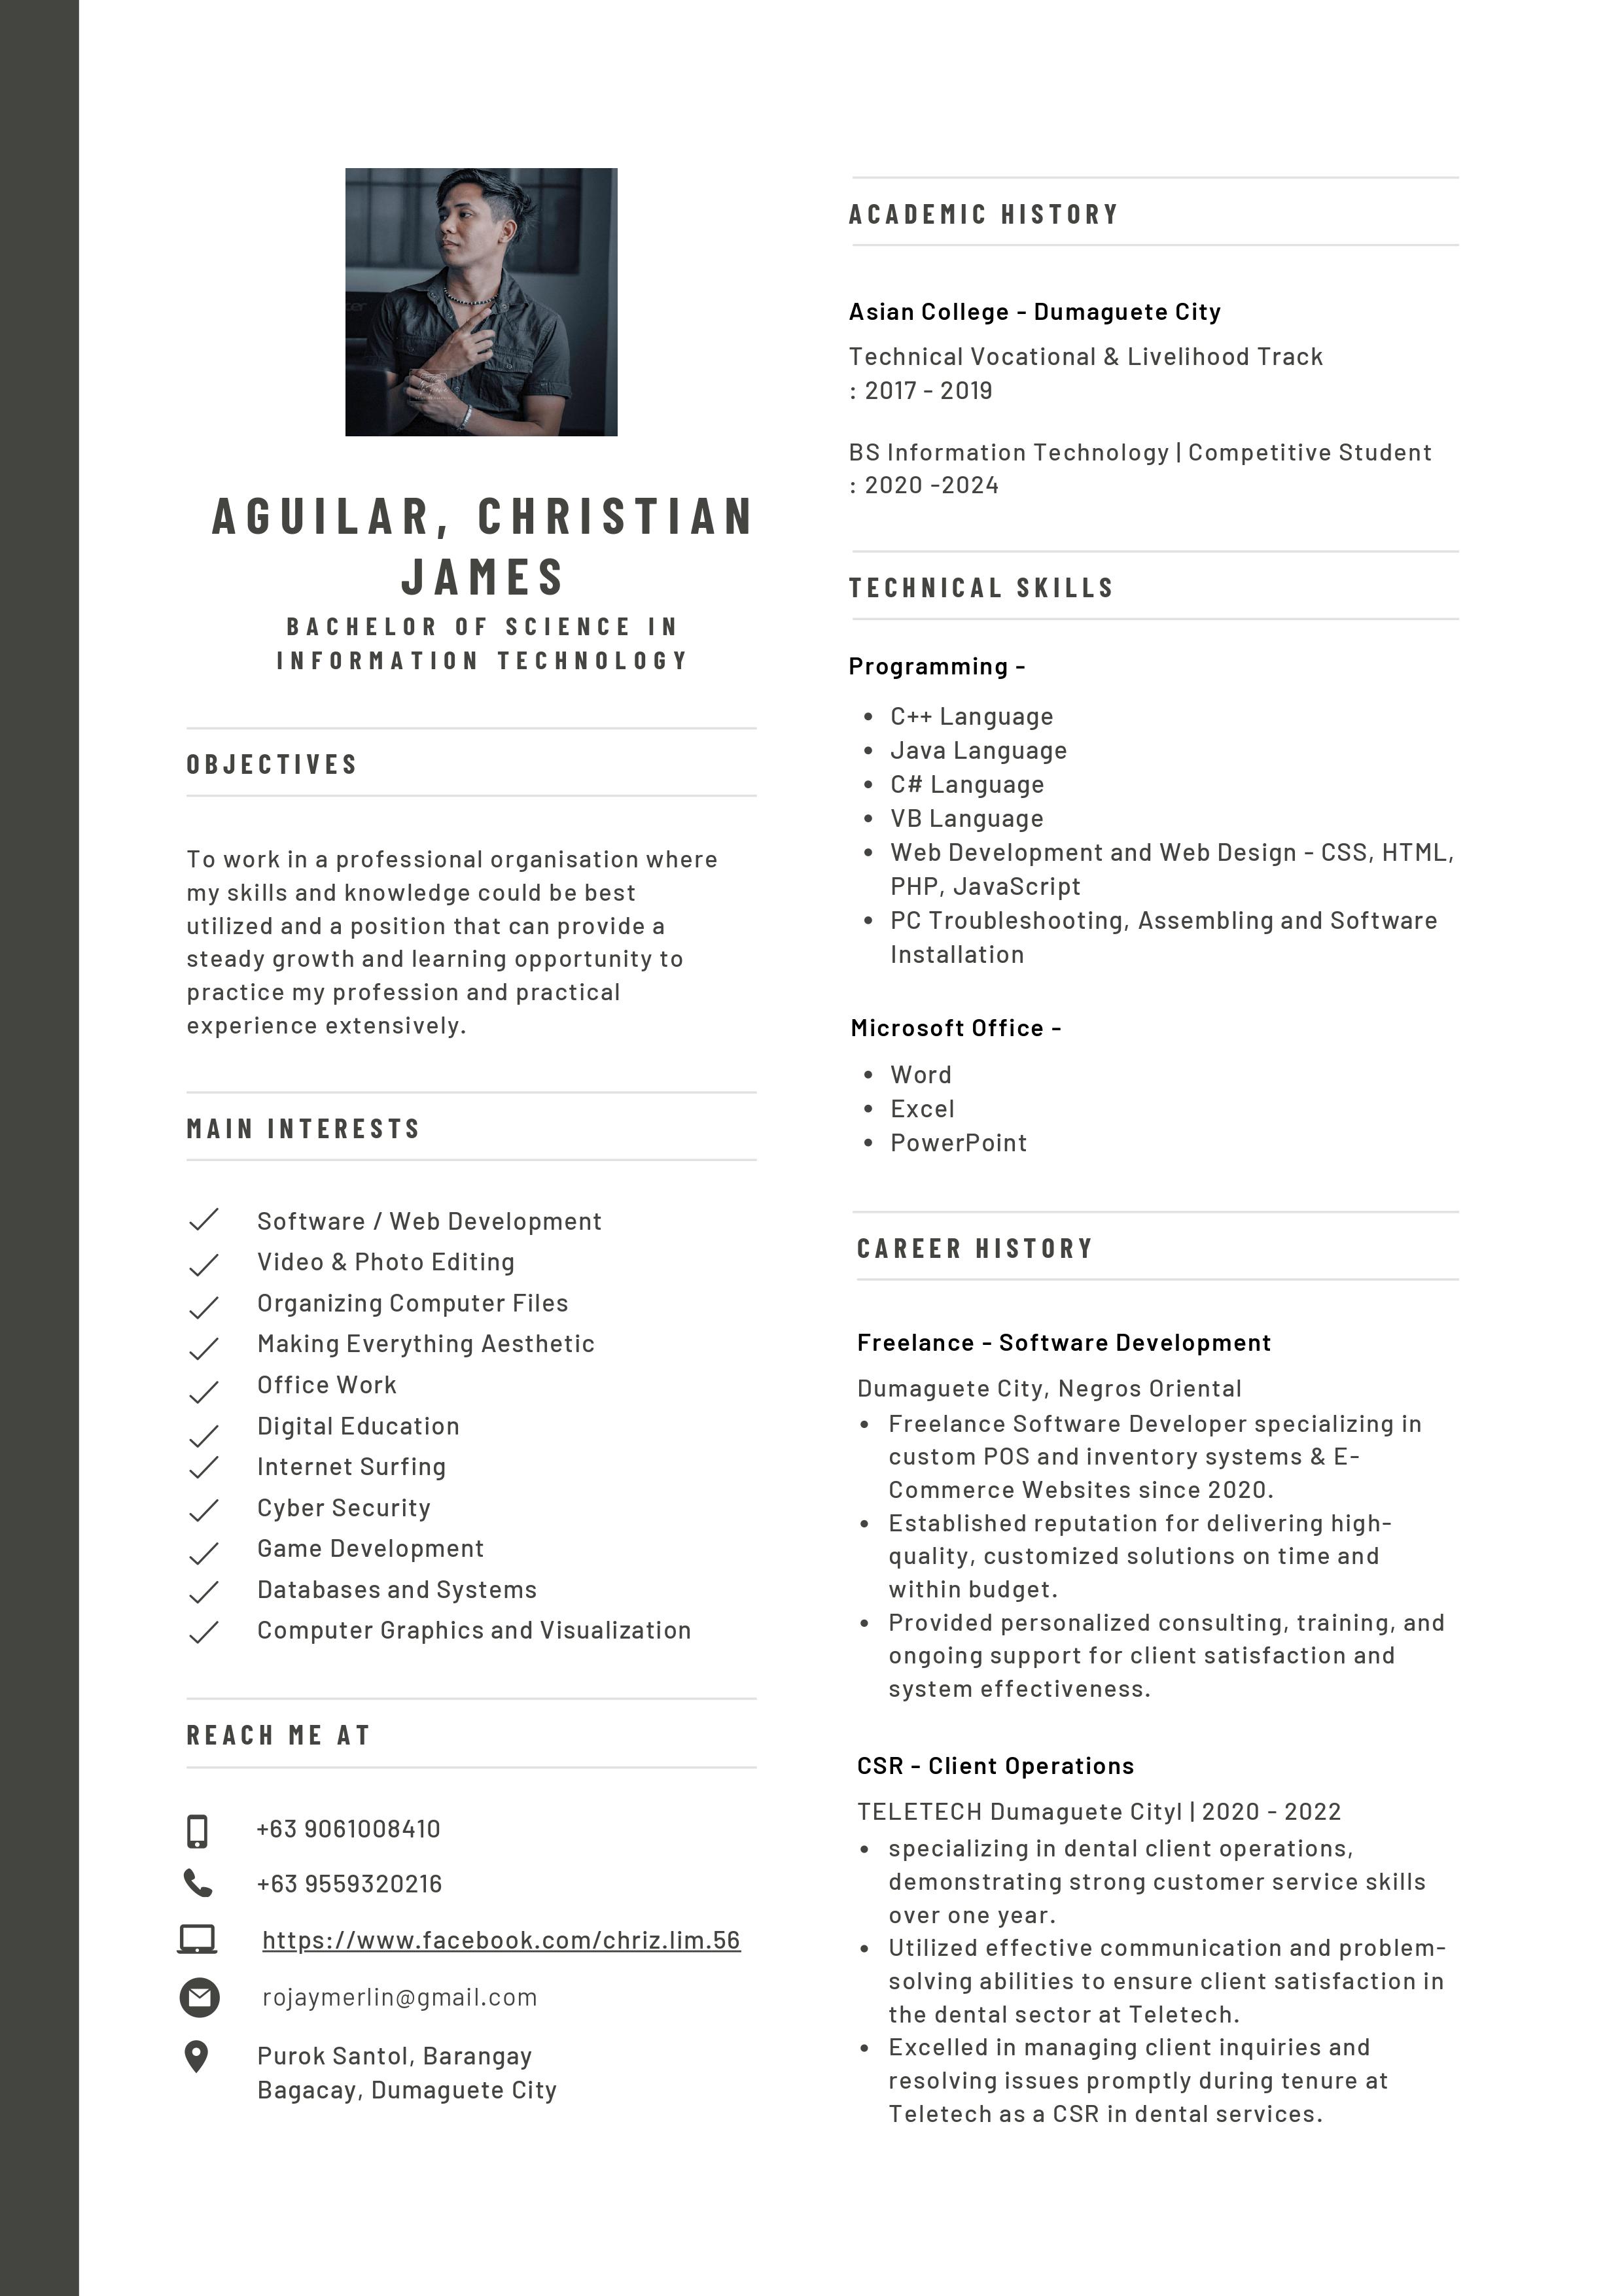 AGUILAR, CHRISTIAN
JAMES
BACHELOR OF SCIENCE IN
INFORMATION TECHNOLOGY
OBJECTIVES
To work in a professional organisation where
my skills and knowledge could be best
utilized and a position that can provide a
steady growth and learning opportunity to
practice my profession and practical
experience extensively.
MAIN INTERESTS
Software / Web Development
Video & Photo Editing
Organizing Computer Files
Making Everything Aesthetic
Office Work
Digital Education
Internet Surfing
Cyber Security
Game Development
Databases and Systems
Computer Graphics and Visualization
REACH ME AT
+63 9061008410
+63 9559320216
https://www.facebook.com/chriz.lim.56
rojaymerlin@gmail.com
Purok Santol, Barangay
Bagacay, Dumaguete City
ACADEMIC HISTORY
Asian College - Dumaguete City
Technical Vocational & Livelihood Track
: 2017 - 2019
BS Information Technology | Competitive Student
: 2020 -2024
TECHNICAL SKILLS
Programming -
• C++ Language
• Java Language
• C# Language
• VB Language
• Web Development and Web Design - CSS, HTML,
PHP, JavaScript
• PC Troubleshooting, Assembling and Software
Installation
Microsoft Office -
• Word
• Excel
• PowerPoint
CAREER HISTORY
Freelance - Software Development
Dumaguete City, Negros Oriental
• Freelance Software Developer specializing in
custom POS and inventory systems & E-
Commerce Websites since 2020.
• Established reputation for delivering high-
quality, customized solutions on time and
within budget.
• Provided personalized consulting, training, and
ongoing support for client satisfaction and
system effectiveness.
CSR - Client Operations
TELETECH Dumaguete Cityl | 2020 - 2022
• specializing in dental client operations,
demonstrating strong customer service skills
over one year.
• Utilized effective communication and problem-
solving abilities to ensure client satisfaction in
the dental sector at Teletech.
• Excelled in managing client inquiries and
resolving issues promptly during tenure at
Teletech as a CSR in dental services.